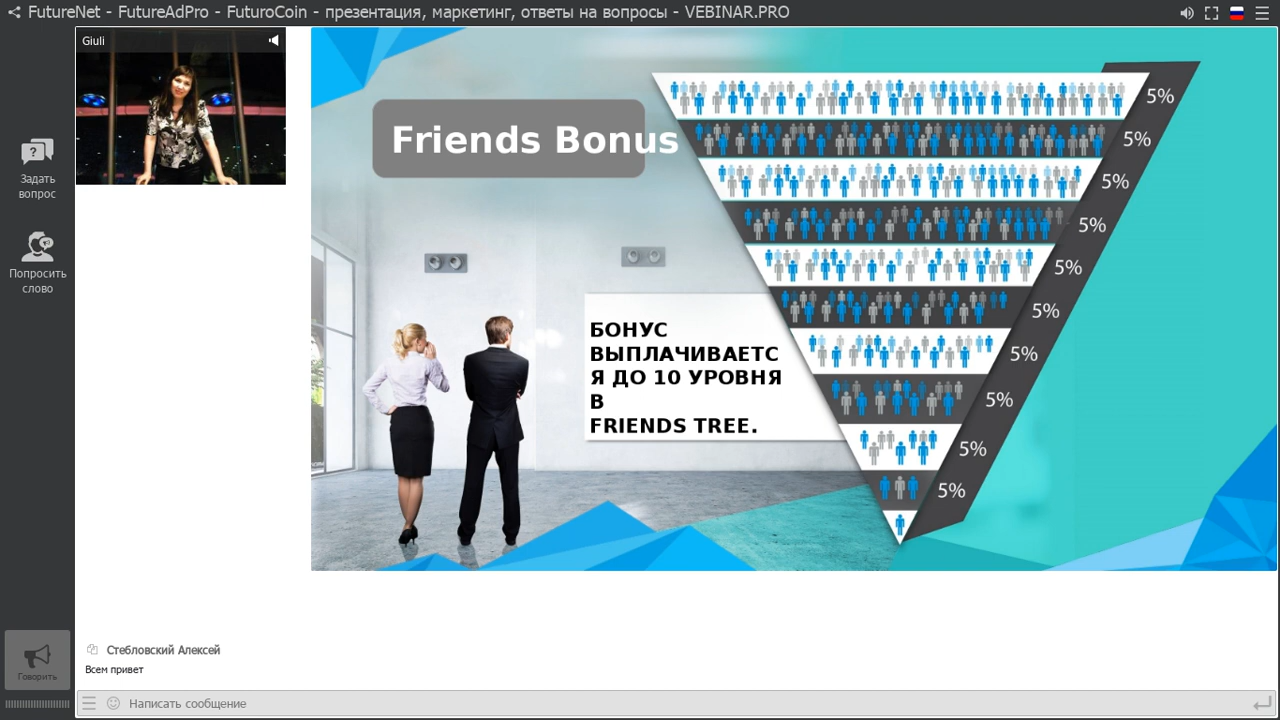 FutureNet - FutureAdPro - FuturoCoin - презентация, маркетинг, ответы на вопросы - VEBINAR.PRO
Giuli
Задать
вопрос
Попросить
слово
Friends Bonus
БОНУС
ВЫПЛАЧИВАЕТС
Я ДО 10 УРОВНЯ
В
FRIENDS TREE.
5%
5%
5%
5%
5%
5%
5%
5%
5%
5%
Стебловский Алексей
Всем привет
Говорить
Написать сообщение